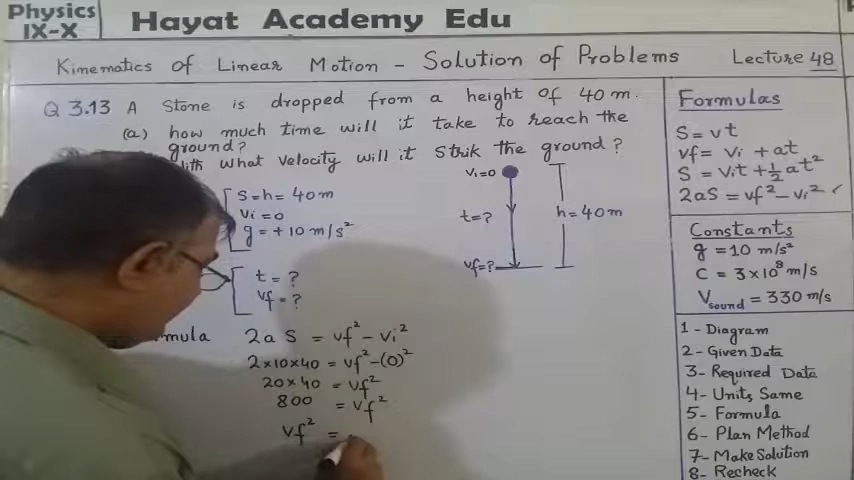 Physics
IX-X
Hayat Academy Edu
Kinematics of Linear Motion - Solution of Problems Lecture 48
Q 3.13 A Stone is dropped from a height of 40 m.
(a) how much time will it take to reach the
ground?
with what velocity will it Strik the ground?
S=h=40m
Vi=0
g=+10 m/s²
t=?
vf=?
Vi=0
t=?
vf=?
h=40m
2aS = vf² - vi²
2×10×40 = vf² - (0)²
20×40 = vf²
800 = vf²
vf² =
Formulas
S=vt
vf= Vi + at
S = Vit + ½at²
2aS = vf² - vi² ✓
Constants
g = 10 m/s²
C = 3×10⁸ m/s
Vsound = 330 m/s
1 - Diagram
2 - Given Data
3 - Required Data
4 - Units Same
5 - Formula
6 - Plan Method
7 - Make Solution
8 - Recheck